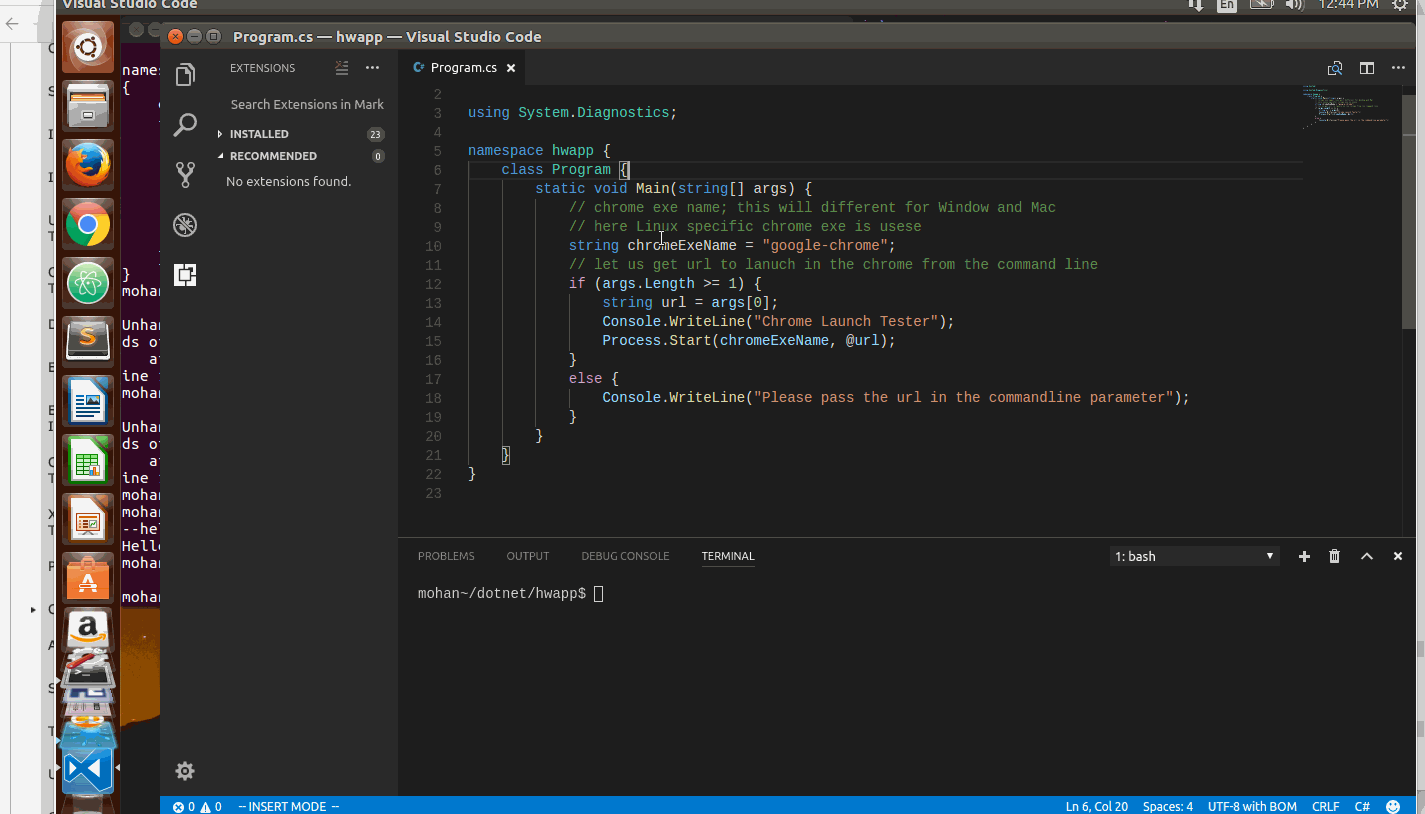 Visual Studio Code
En
12:44 PM
Program.cs — hwapp — Visual Studio Code
EXTENSIONS
Search Extensions in Mark
INSTALLED
23
RECOMMENDED
0
No extensions found.
C# Program.cs
2
3 using System.Diagnostics;
4
5 namespace hwapp {
6 class Program {
7 static void Main(string[] args) {
8 // chrome exe name; this will different for Window and Mac
9 // here Linux specific chrome exe is usese
10 string chromeExeName = "google-chrome";
11 // let us get url to lanuch in the chrome from the command line
12 if (args.Length >= 1) {
13 string url = args[0];
14 Console.WriteLine("Chrome Launch Tester");
15 Process.Start(chromeExeName, @url);
16 }
17 else {
18 Console.WriteLine("Please pass the url in the commandline parameter");
19 }
20 }
21 }
22 }
23
PROBLEMS
OUTPUT
DEBUG CONSOLE
TERMINAL
1: bash
mohan~/dotnet/hwapp$
names
{
}
mohan
Unhan
ds of
a
ine
mohan
Unhan
ds of
a
ine
mohan
mohan
--hel
Hello
mohan
mohan
0
0
-- INSERT MODE --
Ln 6, Col 20
Spaces: 4
UTF-8 with BOM
CRLF
C#